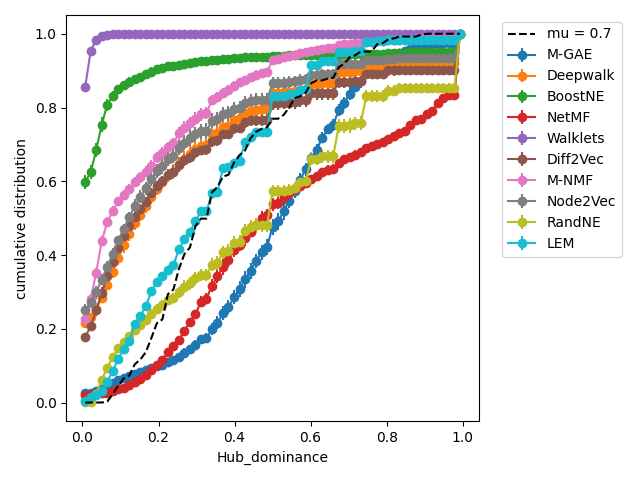 cumulative distribution
1.0
0.8
0.6
0.4
0.2
0.0
0.0 0.2 0.4 0.6 0.8 1.0
Hub_dominance
mu = 0.7
M-GAE
Deepwalk
BoostNE
NetMF
Walklets
Diff2Vec
M-NMF
Node2Vec
RandNE
LEM